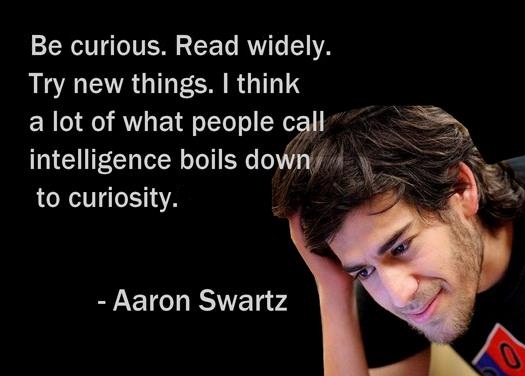 Be curious. Read widely.
Try new things. I think
a lot of what people call
intelligence boils down
to curiosity.
- Aaron Swartz